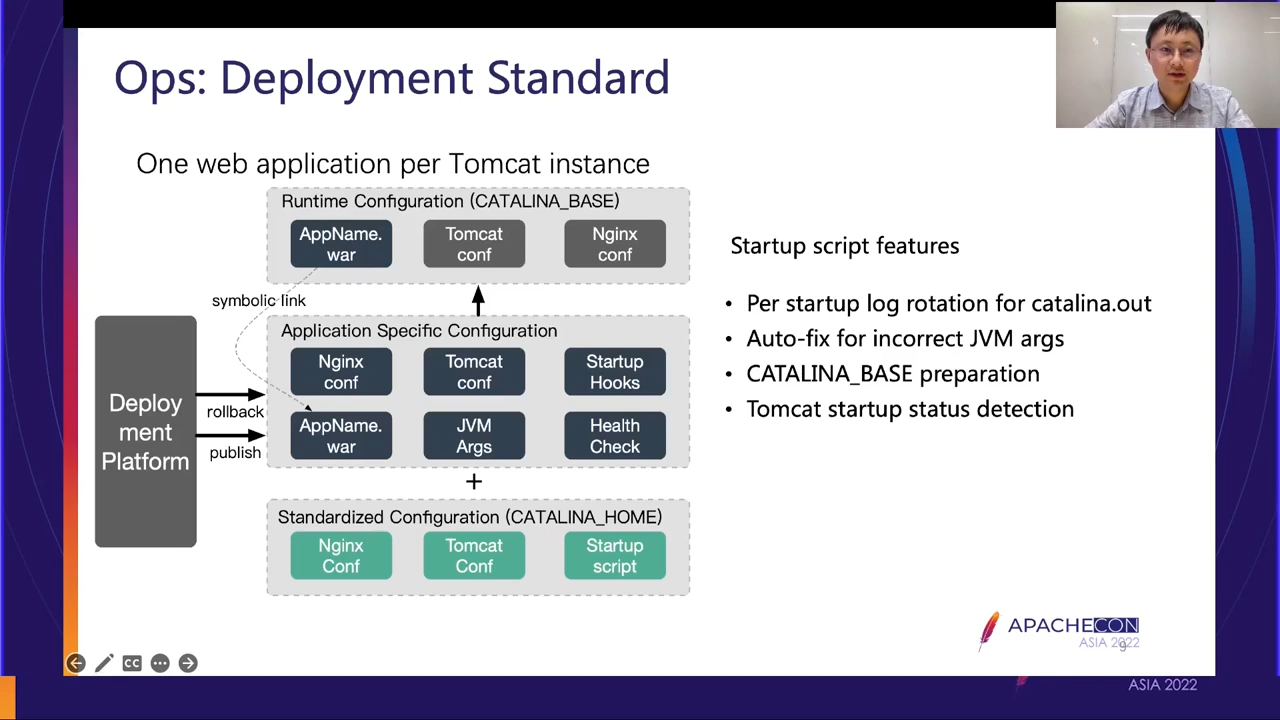 Ops: Deployment Standard
One web application per Tomcat instance
Runtime Configuration (CATALINA_BASE)
AppName.
war
Tomcat
conf
Nginx
conf
symbolic link
Application Specific Configuration
Nginx
conf
Tomcat
conf
Startup
Hooks
AppName.
war
JVM
Args
Health
Check
Deploy
ment
Platform
rollback
publish
+
Standardized Configuration (CATALINA_HOME)
Nginx
Conf
Tomcat
Conf
Startup
script
Startup script features
• Per startup log rotation for catalina.out
• Auto-fix for incorrect JVM args
• CATALINA_BASE preparation
• Tomcat startup status detection
APACHECON
ASIA 2022
9
CC
ASIA 2022